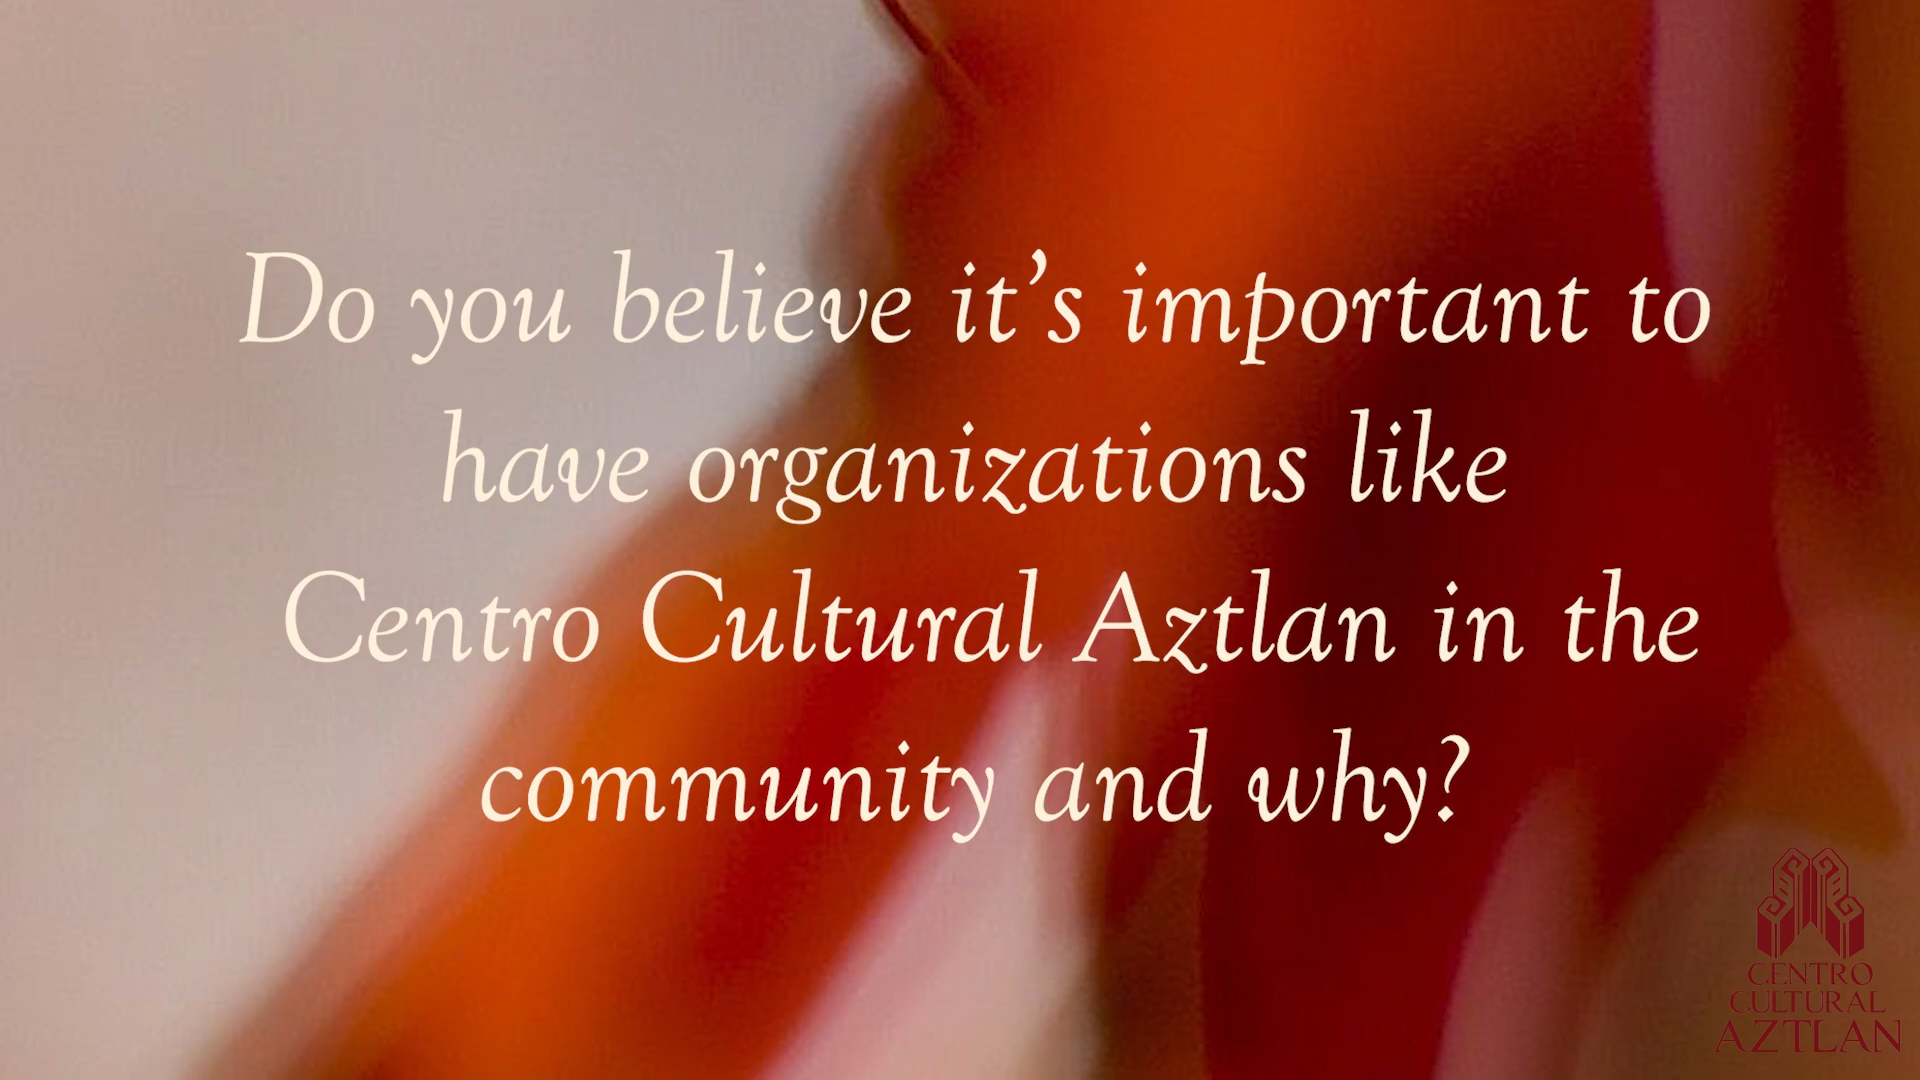 Do you believe it’s important to
have organizations like
Centro Cultural Aztlan in the
community and why?
CENTRO
CULTURAL
AZTLAN